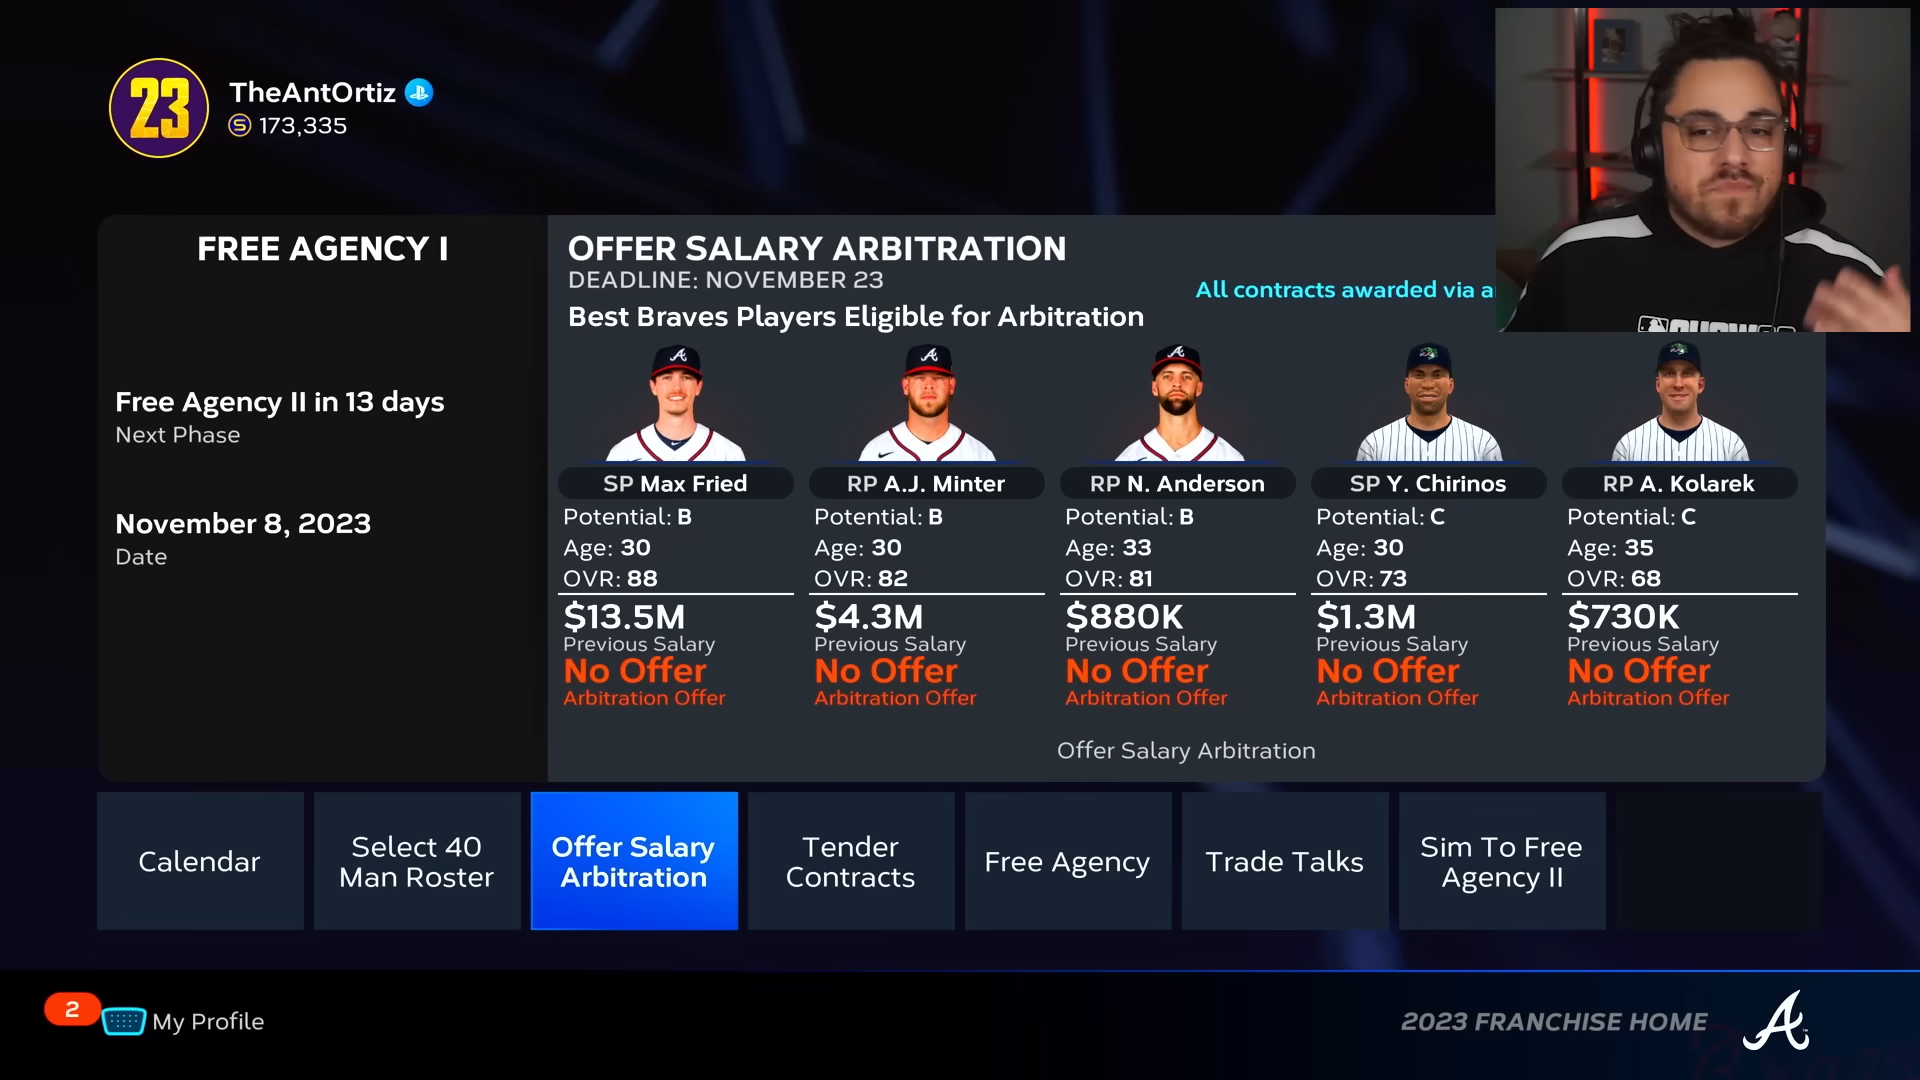 23
TheAntOrtiz
S 173,335
FREE AGENCY I
Free Agency II in 13 days
Next Phase
November 8, 2023
Date
OFFER SALARY ARBITRATION
DEADLINE: NOVEMBER 23
All contracts awarded via
Best Braves Players Eligible for Arbitration
SP Max Fried
Potential: B
Age: 30
OVR: 88
$13.5M
Previous Salary
No Offer
Arbitration Offer
RP A.J. Minter
Potential: B
Age: 30
OVR: 82
$4.3M
Previous Salary
No Offer
Arbitration Offer
RP N. Anderson
Potential: B
Age: 33
OVR: 81
$880K
Previous Salary
No Offer
Arbitration Offer
SP Y. Chirinos
Potential: C
Age: 30
OVR: 73
$1.3M
Previous Salary
No Offer
Arbitration Offer
RP A. Kolarek
Potential: C
Age: 35
OVR: 68
$730K
Previous Salary
No Offer
Arbitration Offer
Offer Salary Arbitration
Calendar
Select 40
Man Roster
Offer Salary
Arbitration
Tender
Contracts
Free Agency
Trade Talks
Sim To Free
Agency II
2
My Profile
2023 FRANCHISE HOME
A